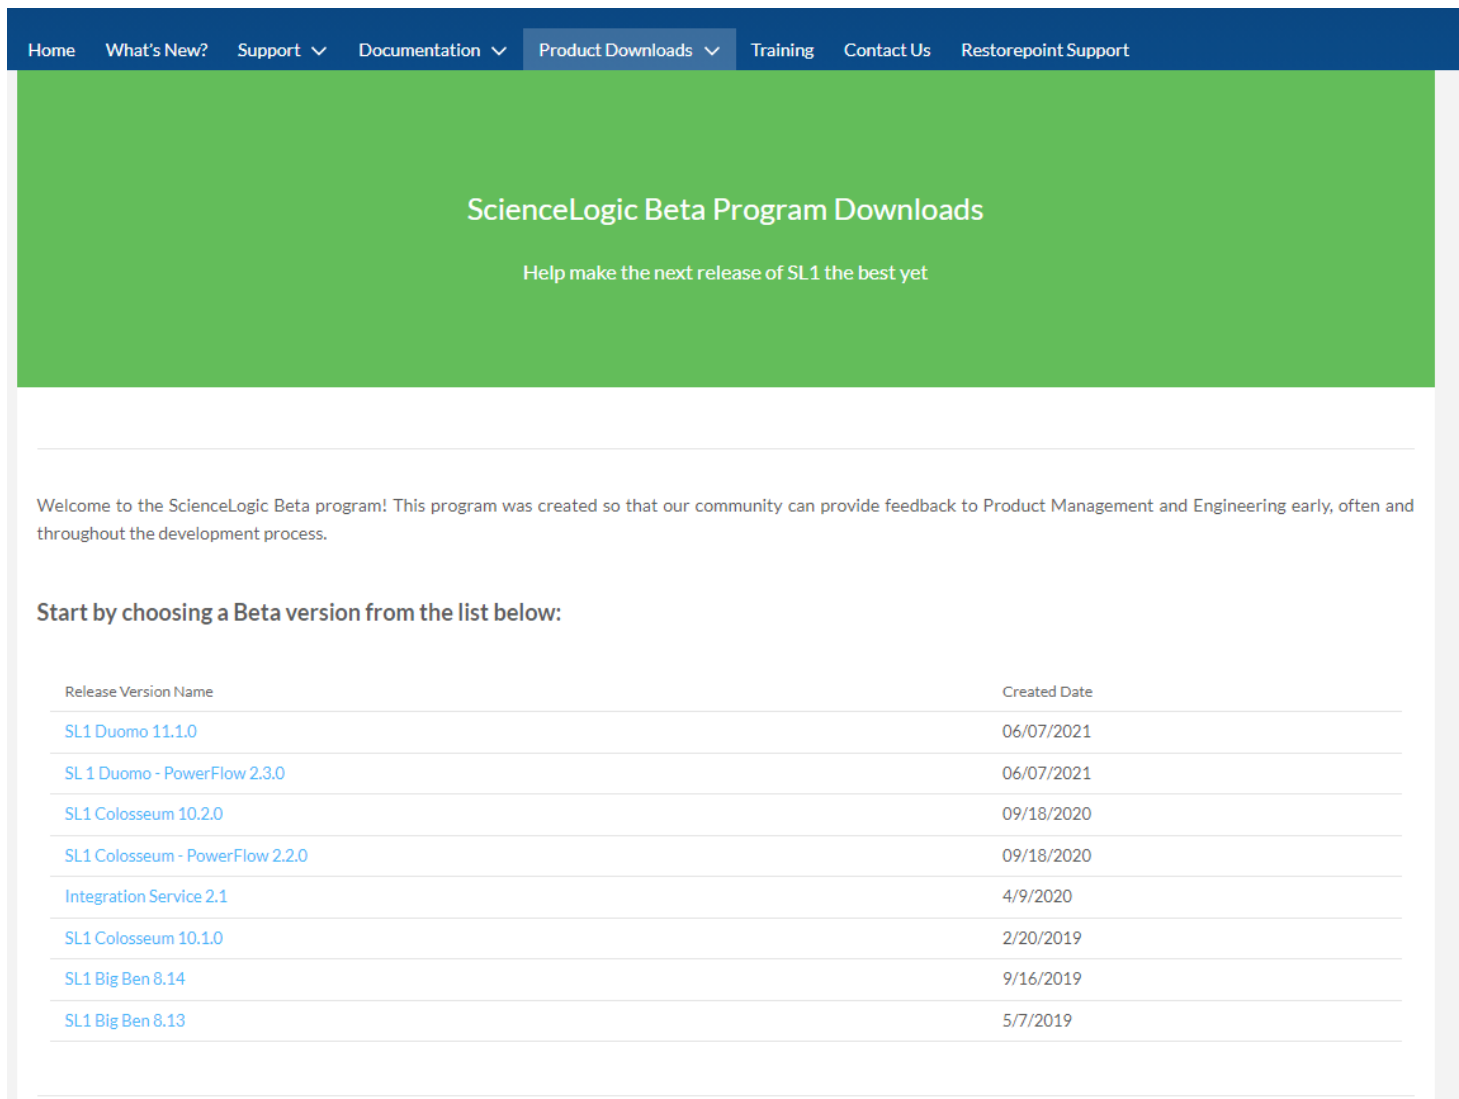 Home What's New? Support Documentation Product Downloads Training Contact Us Restorepoint Support
ScienceLogic Beta Program Downloads
Help make the next release of SL1 the best yet
Welcome to the ScienceLogic Beta program! This program was created so that our community can provide feedback to Product Management and Engineering early, often and
throughout the development process.
Start by choosing a Beta version from the list below:
Release Version Name Created Date
SL1 Duomo 11.1.0 06/07/2021
SL 1 Duomo - PowerFlow 2.3.0 06/07/2021
SL1 Colosseum 10.2.0 09/18/2020
SL1 Colosseum - PowerFlow 2.2.0 09/18/2020
Integration Service 2.1 4/9/2020
SL1 Colosseum 10.1.0 2/20/2019
SL1 Big Ben 8.14 9/16/2019
SL1 Big Ben 8.13 5/7/2019